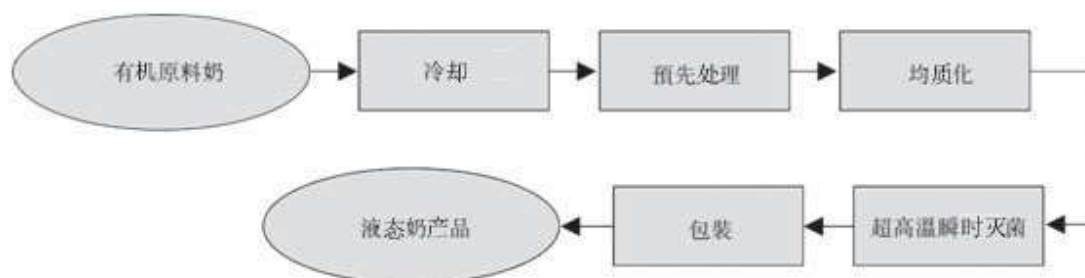 有机原料奶
冷却
预先处理
均质化
超高温瞬时灭菌
包装
液态奶产品